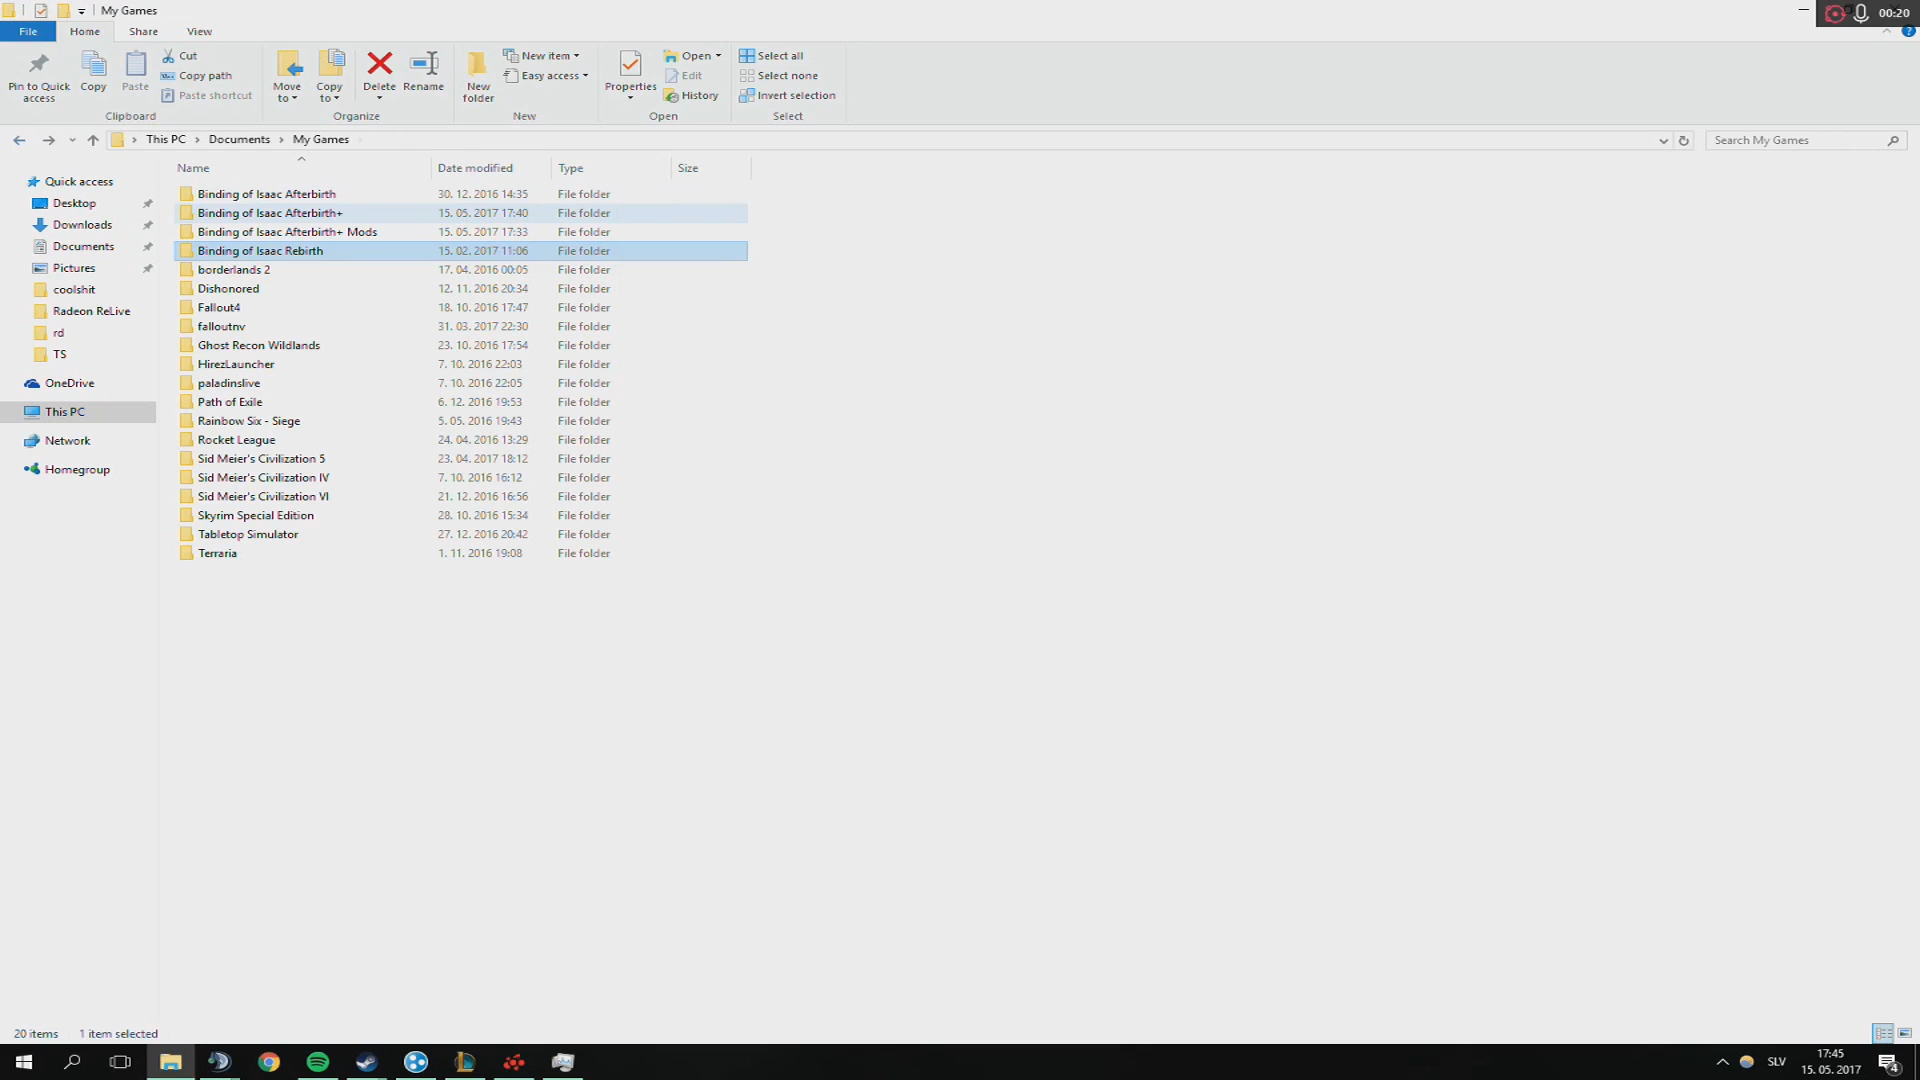 My Games
00:20
File Home Share View
Pin to Quick access
Copy
Paste
Cut
Copy path
Paste shortcut
Clipboard
Move to
Copy to
Delete
Rename
Organize
New folder
New item
Easy access
New
Properties
Open
Edit
History
Open
Select all
Select none
Invert selection
Select
This PC Documents My Games
Search My Games
Name Date modified Type Size
Quick access
Desktop
Downloads
Documents
Pictures
coolshit
Radeon ReLive
rd
TS
OneDrive
This PC
Network
Homegroup
Binding of Isaac Afterbirth 30. 12. 2016 14:35 File folder
Binding of Isaac Afterbirth+ 15. 05. 2017 17:40 File folder
Binding of Isaac Afterbirth+ Mods 15. 05. 2017 17:33 File folder
Binding of Isaac Rebirth 15. 02. 2017 11:06 File folder
borderlands 2 17. 04. 2016 00:05 File folder
Dishonored 12. 11. 2016 20:34 File folder
Fallout4 18. 10. 2016 17:47 File folder
falloutnv 31. 03. 2017 22:30 File folder
Ghost Recon Wildlands 23. 10. 2016 17:54 File folder
HirezLauncher 7. 10. 2016 22:03 File folder
paladinslive 7. 10. 2016 22:05 File folder
Path of Exile 6. 12. 2016 19:53 File folder
Rainbow Six - Siege 5. 05. 2016 19:43 File folder
Rocket League 24. 04. 2016 13:29 File folder
Sid Meier's Civilization 5 23. 04. 2017 18:12 File folder
Sid Meier's Civilization IV 7. 10. 2016 16:12 File folder
Sid Meier's Civilization VI 21. 12. 2016 16:56 File folder
Skyrim Special Edition 28. 10. 2016 15:34 File folder
Tabletop Simulator 27. 12. 2016 20:42 File folder
Terraria 1. 11. 2016 19:08 File folder
20 items 1 item selected
SLV
17:45
15. 05. 2017
4